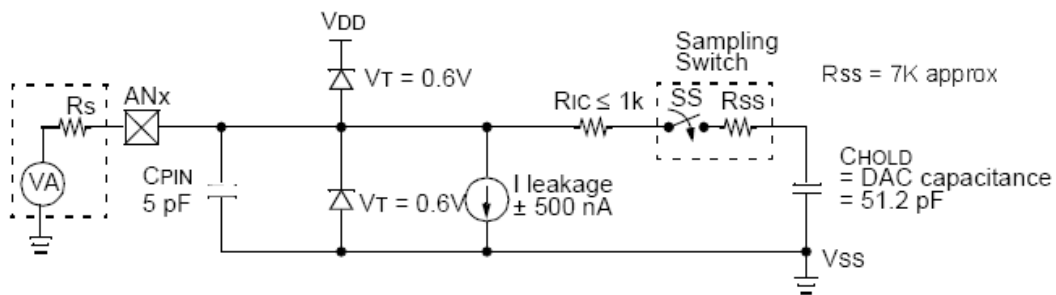 VDD
Sampling
Switch
VT = 0.6V
RSS = 7K approx
RS
ANx
RIC ≤ 1k
SS
RSS
VA
CPIN
5 pF
VT = 0.6V
I leakage
± 500 nA
CHOLD
= DAC capacitance
= 51.2 pF
VSS